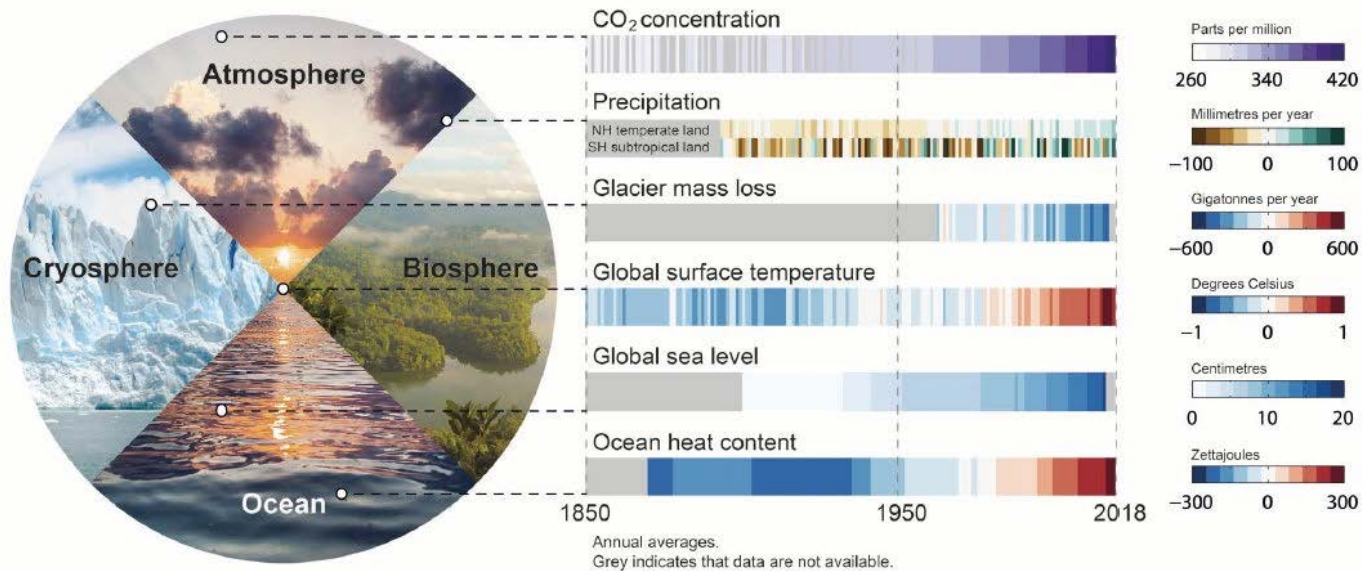 CO₂ concentration
Atmosphere
Precipitation
NH temperate land
SH subtropical land
Glacier mass loss
Cryosphere
Biosphere
Global surface temperature
Global sea level
Ocean heat content
Ocean
1850
1950
2018
Annual averages.
Grey indicates that data are not available.
Parts per million
260
340
420
Millimetres per year
−100
0
100
Gigatonnes per year
−600
0
600
Degrees Celsius
−1
0
1
Centimetres
0
10
20
Zettajoules
−300
0
300